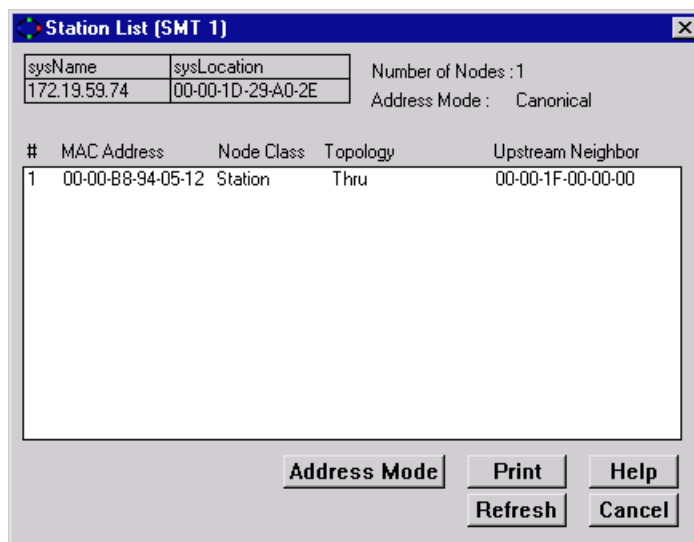 Station List (SMT 1)
sysName sysLocation
172.19.59.74 00-00-1D-29-A0-2E
Number of Nodes :1
Address Mode : Canonical
# MAC Address Node Class Topology Upstream Neighbor
1 00-00-B8-94-05-12 Station Thru 00-00-1F-00-00-00
Address Mode Print Help
Refresh Cancel